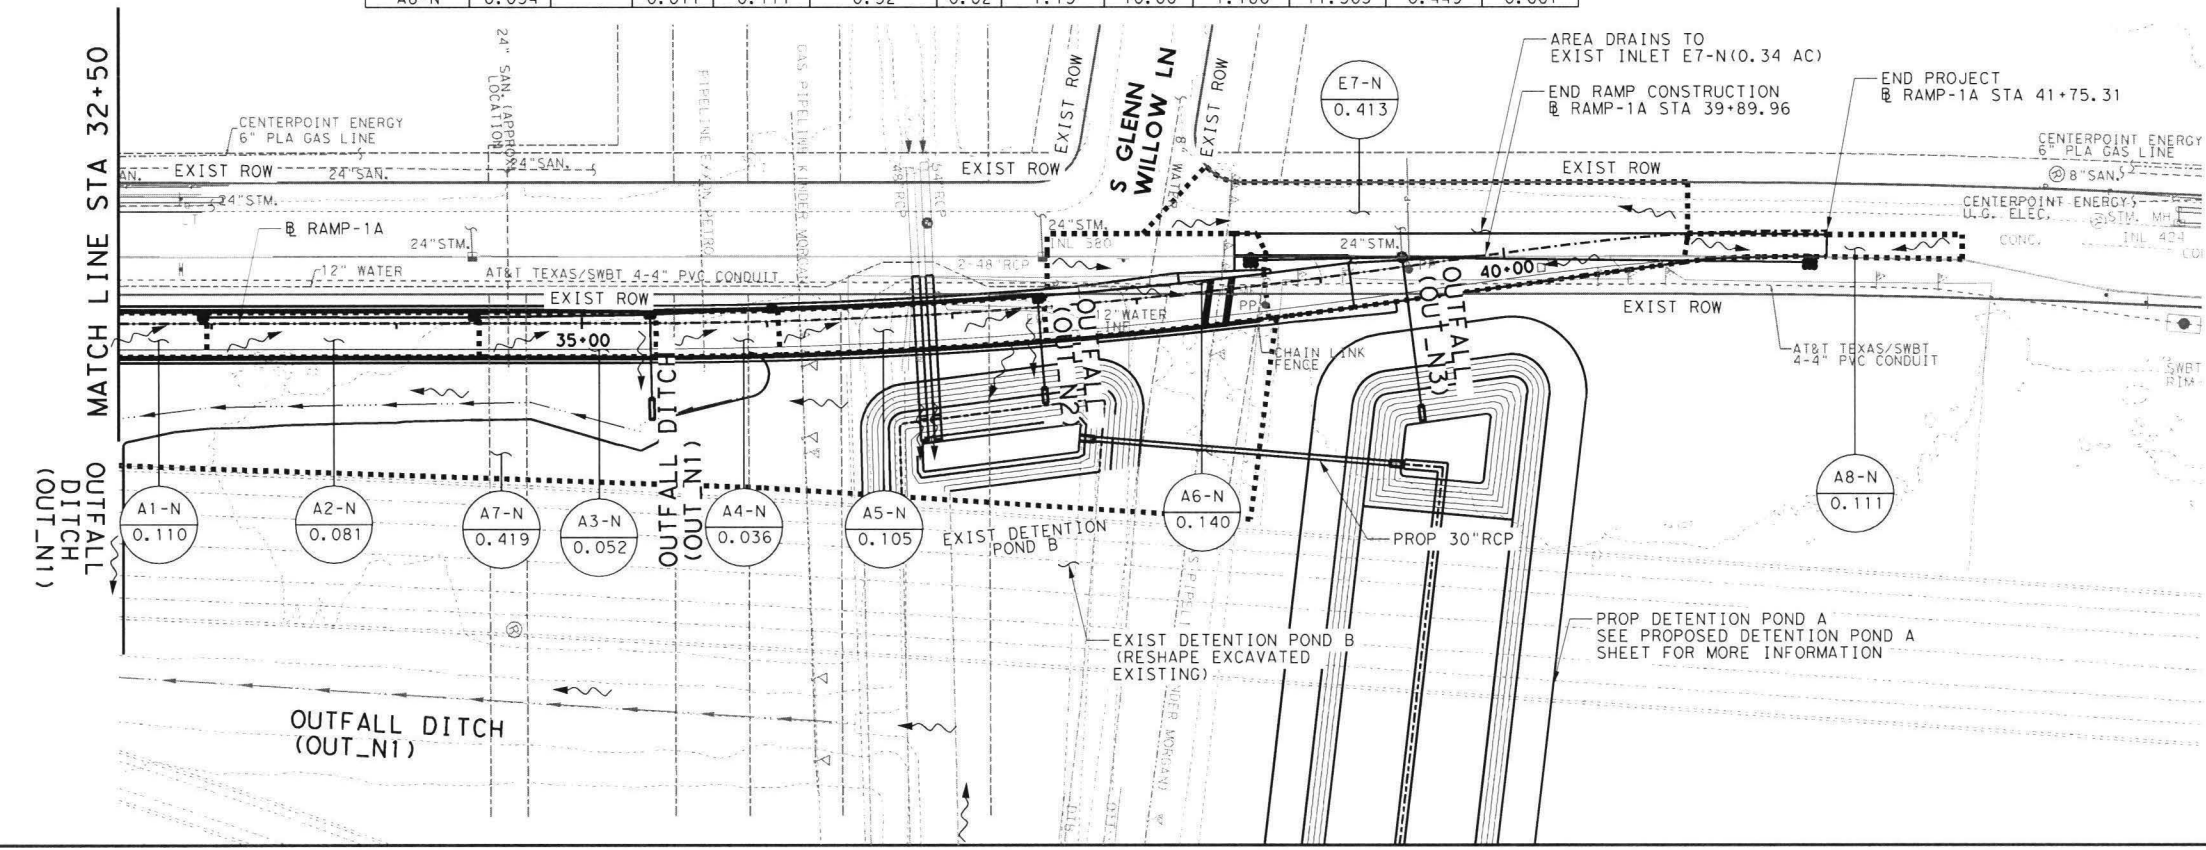 MATCH LINE STA 32+50
24" SAN. (APPROX
LOCATION)
CENTERPOINT ENERGY
6" PLA GAS LINE
EXIST ROW
24"SAN.
24"SAN.
24"STM.
℄ RAMP-1A
24"STM.
12" WATER
AT&T TEXAS/SWBT 4-4" PVC CONDUIT
EXIST ROW
35+00
EXIST ROW
EXIST ROW
S GLENN
WILLOW LN
8" WATER
EXIST ROW
24"STM.
INL 380
2-48"RCP
12"WATER
LINE
PP
CHAIN LINK
FENCE
E7-N
0.413
AREA DRAINS TO
EXIST INLET E7-N(0.34 AC)
END RAMP CONSTRUCTION
℄ RAMP-1A STA 39+89.96
END PROJECT
℄ RAMP-1A STA 41+75.31
EXIST ROW
CENTERPOINT ENERGY
6" PLA GAS LINE
8"SAN.
CENTERPOINT ENERGY
U.G. ELEC.
STM. MH
CONC.
INL 424
24"STM.
40+00
EXIST ROW
AT&T TEXAS/SWBT
4-4" PVC CONDUIT
SWBT
RIM
OUTFALL
(OUT_N2)
OUTFALL
(OUT_N3)
OUTFALL DITCH
(OUT_N1)
OUTFALL
DITCH
(OUT_N1)
A1-N
0.110
A2-N
0.081
A7-N
0.419
A3-N
0.052
A4-N
0.036
A5-N
0.105
EXIST DETENTION
POND B
A6-N
0.140
PROP 30"RCP
A8-N
0.111
EXIST DETENTION POND B
(RESHAPE EXCAVATED
EXISTING)
PROP DETENTION POND A
SEE PROPOSED DETENTION POND A
SHEET FOR MORE INFORMATION
OUTFALL DITCH
(OUT_N1)